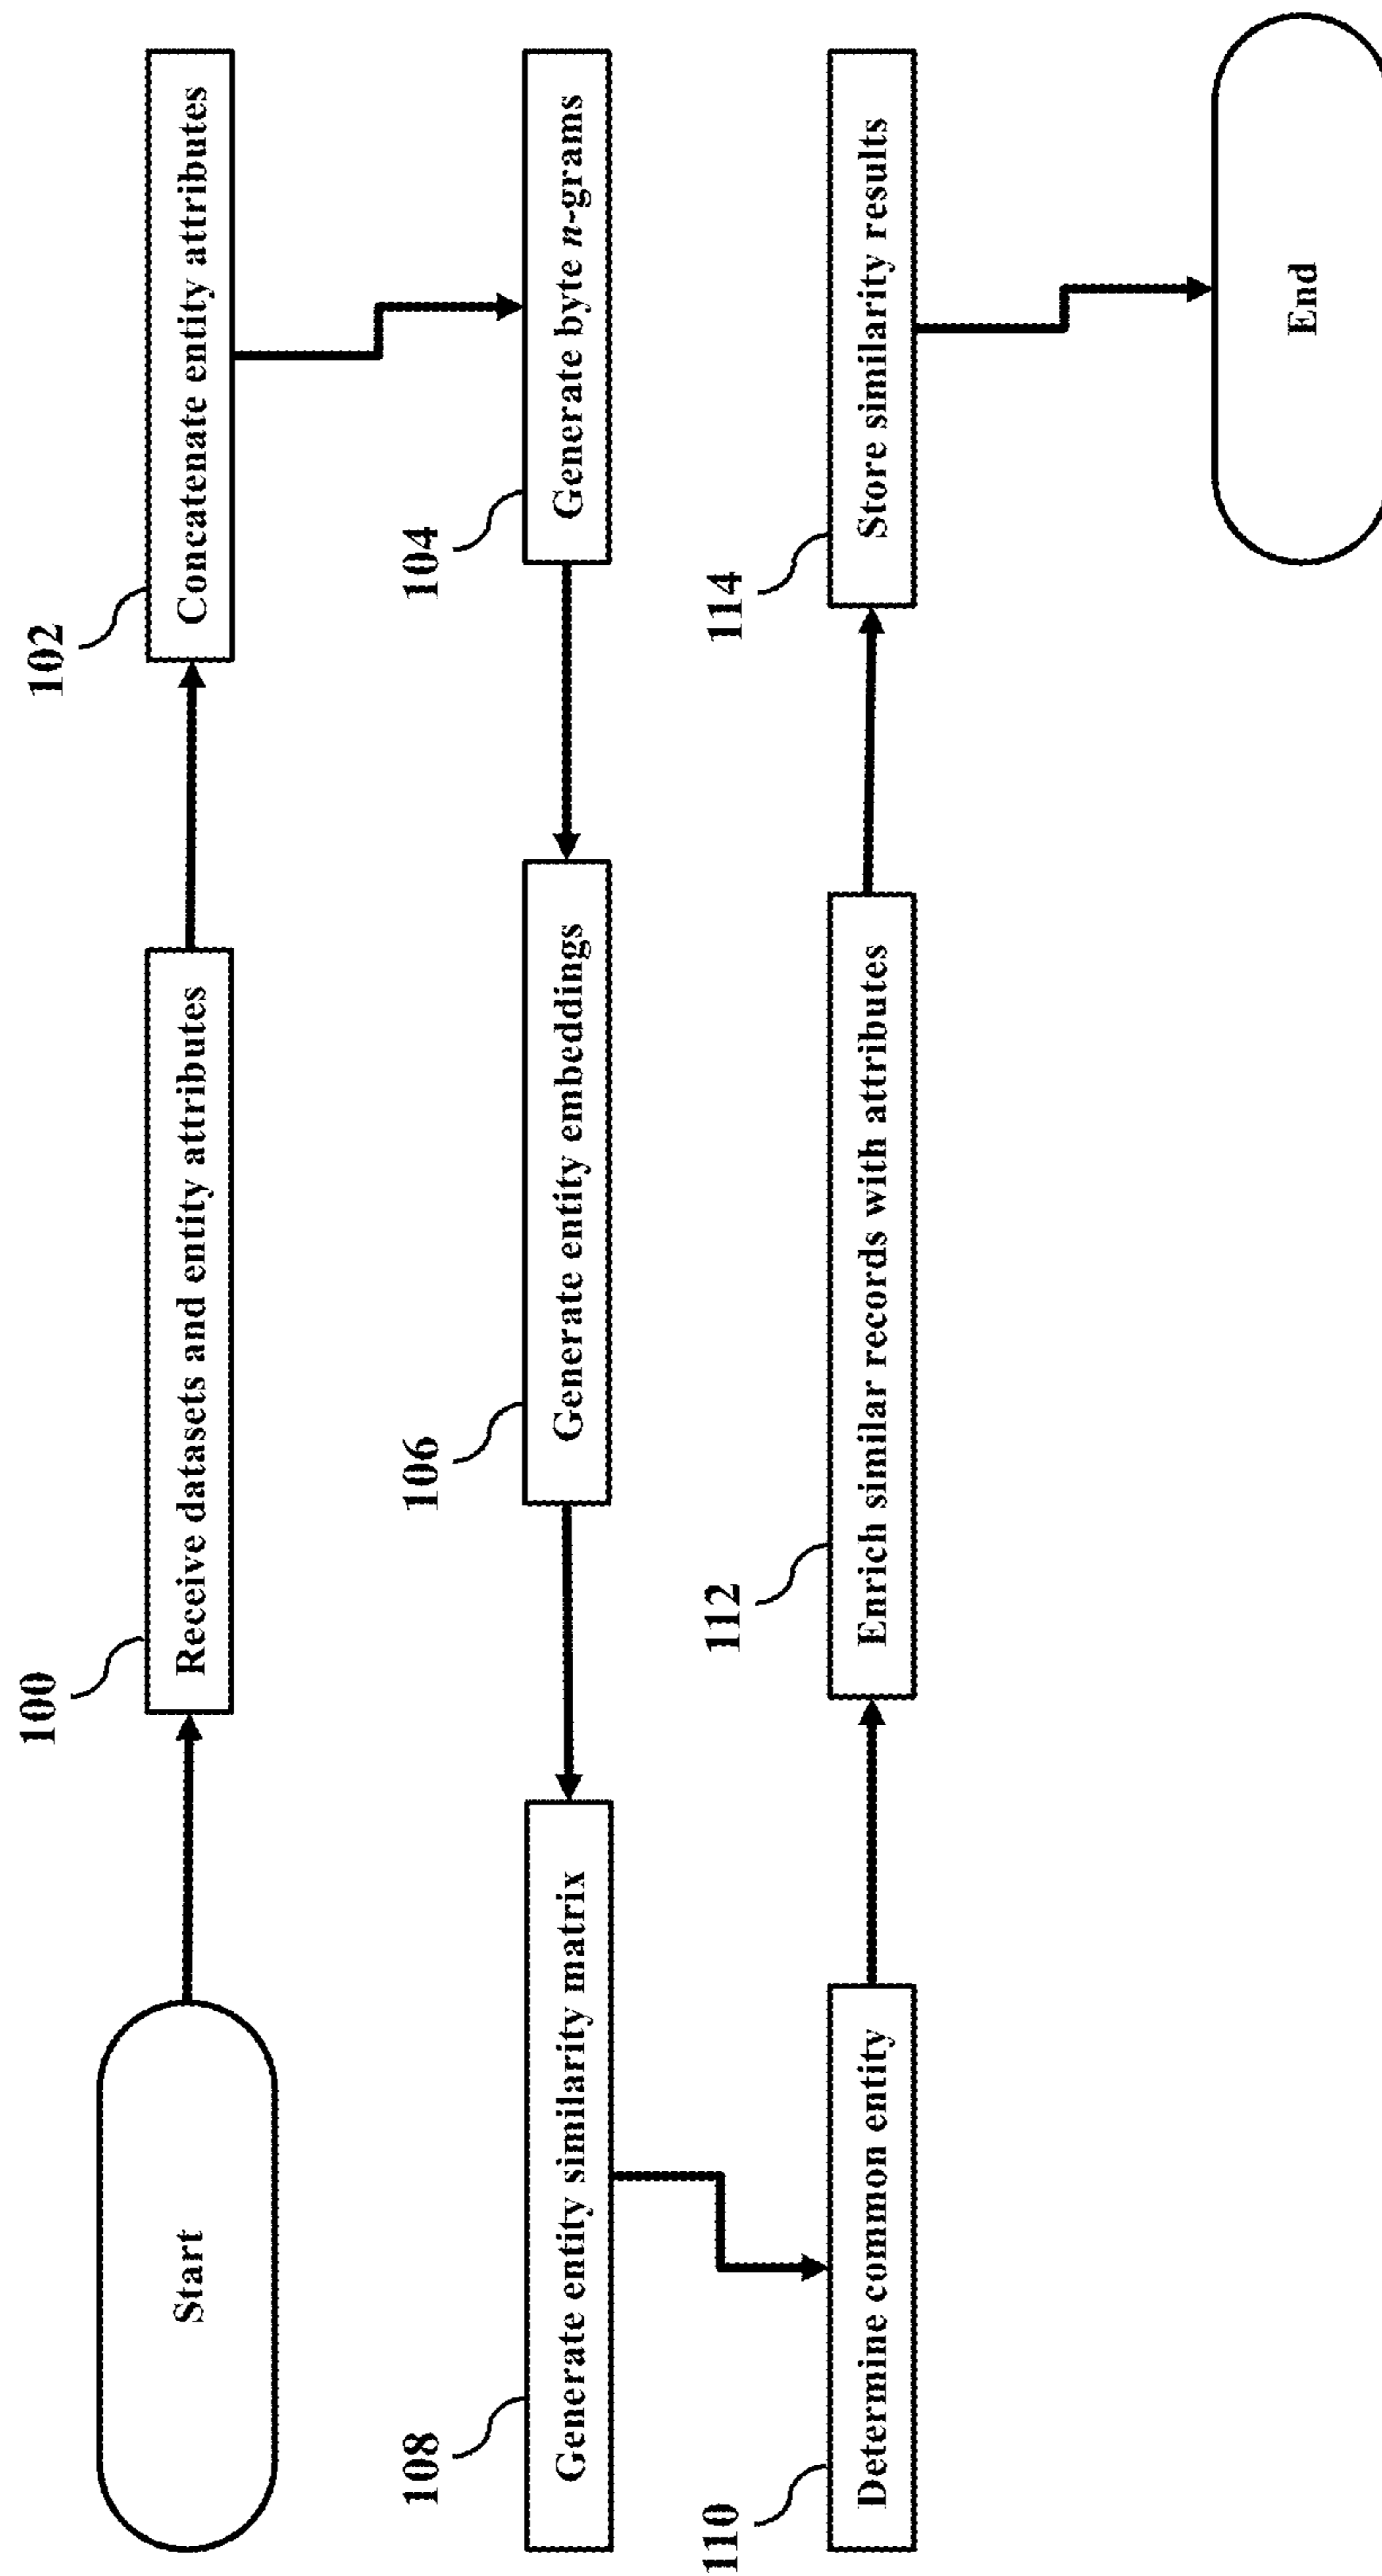 Start
100
Receive datasets and entity attributes
102
Concatenate entity attributes
104
Generate byte n-grams
106
Generate entity embeddings
108
Generate entity similarity matrix
110
Determine common entity
112
Enrich similar records with attributes
114
Store similarity results
End